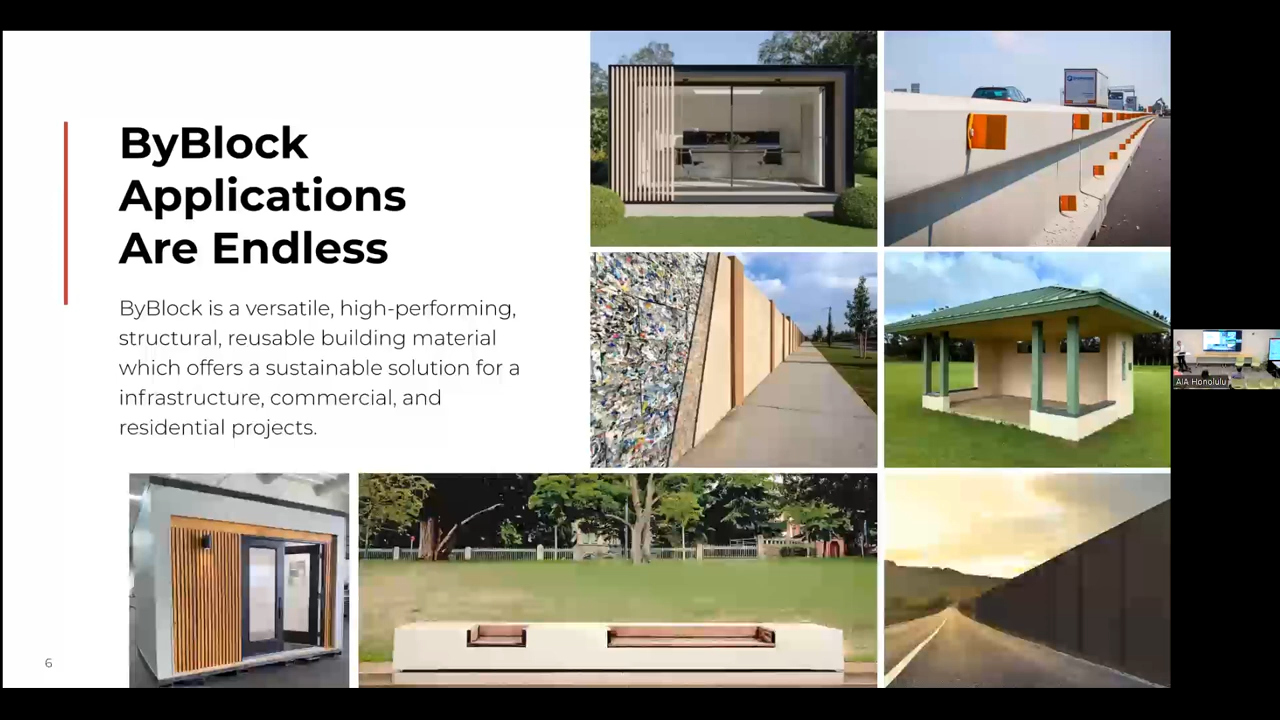 ByBlock
Applications
Are Endless
ByBlock is a versatile, high-performing,
structural, reusable building material
which offers a sustainable solution for a
infrastructure, commercial, and
residential projects.
6
AIA Honolulu